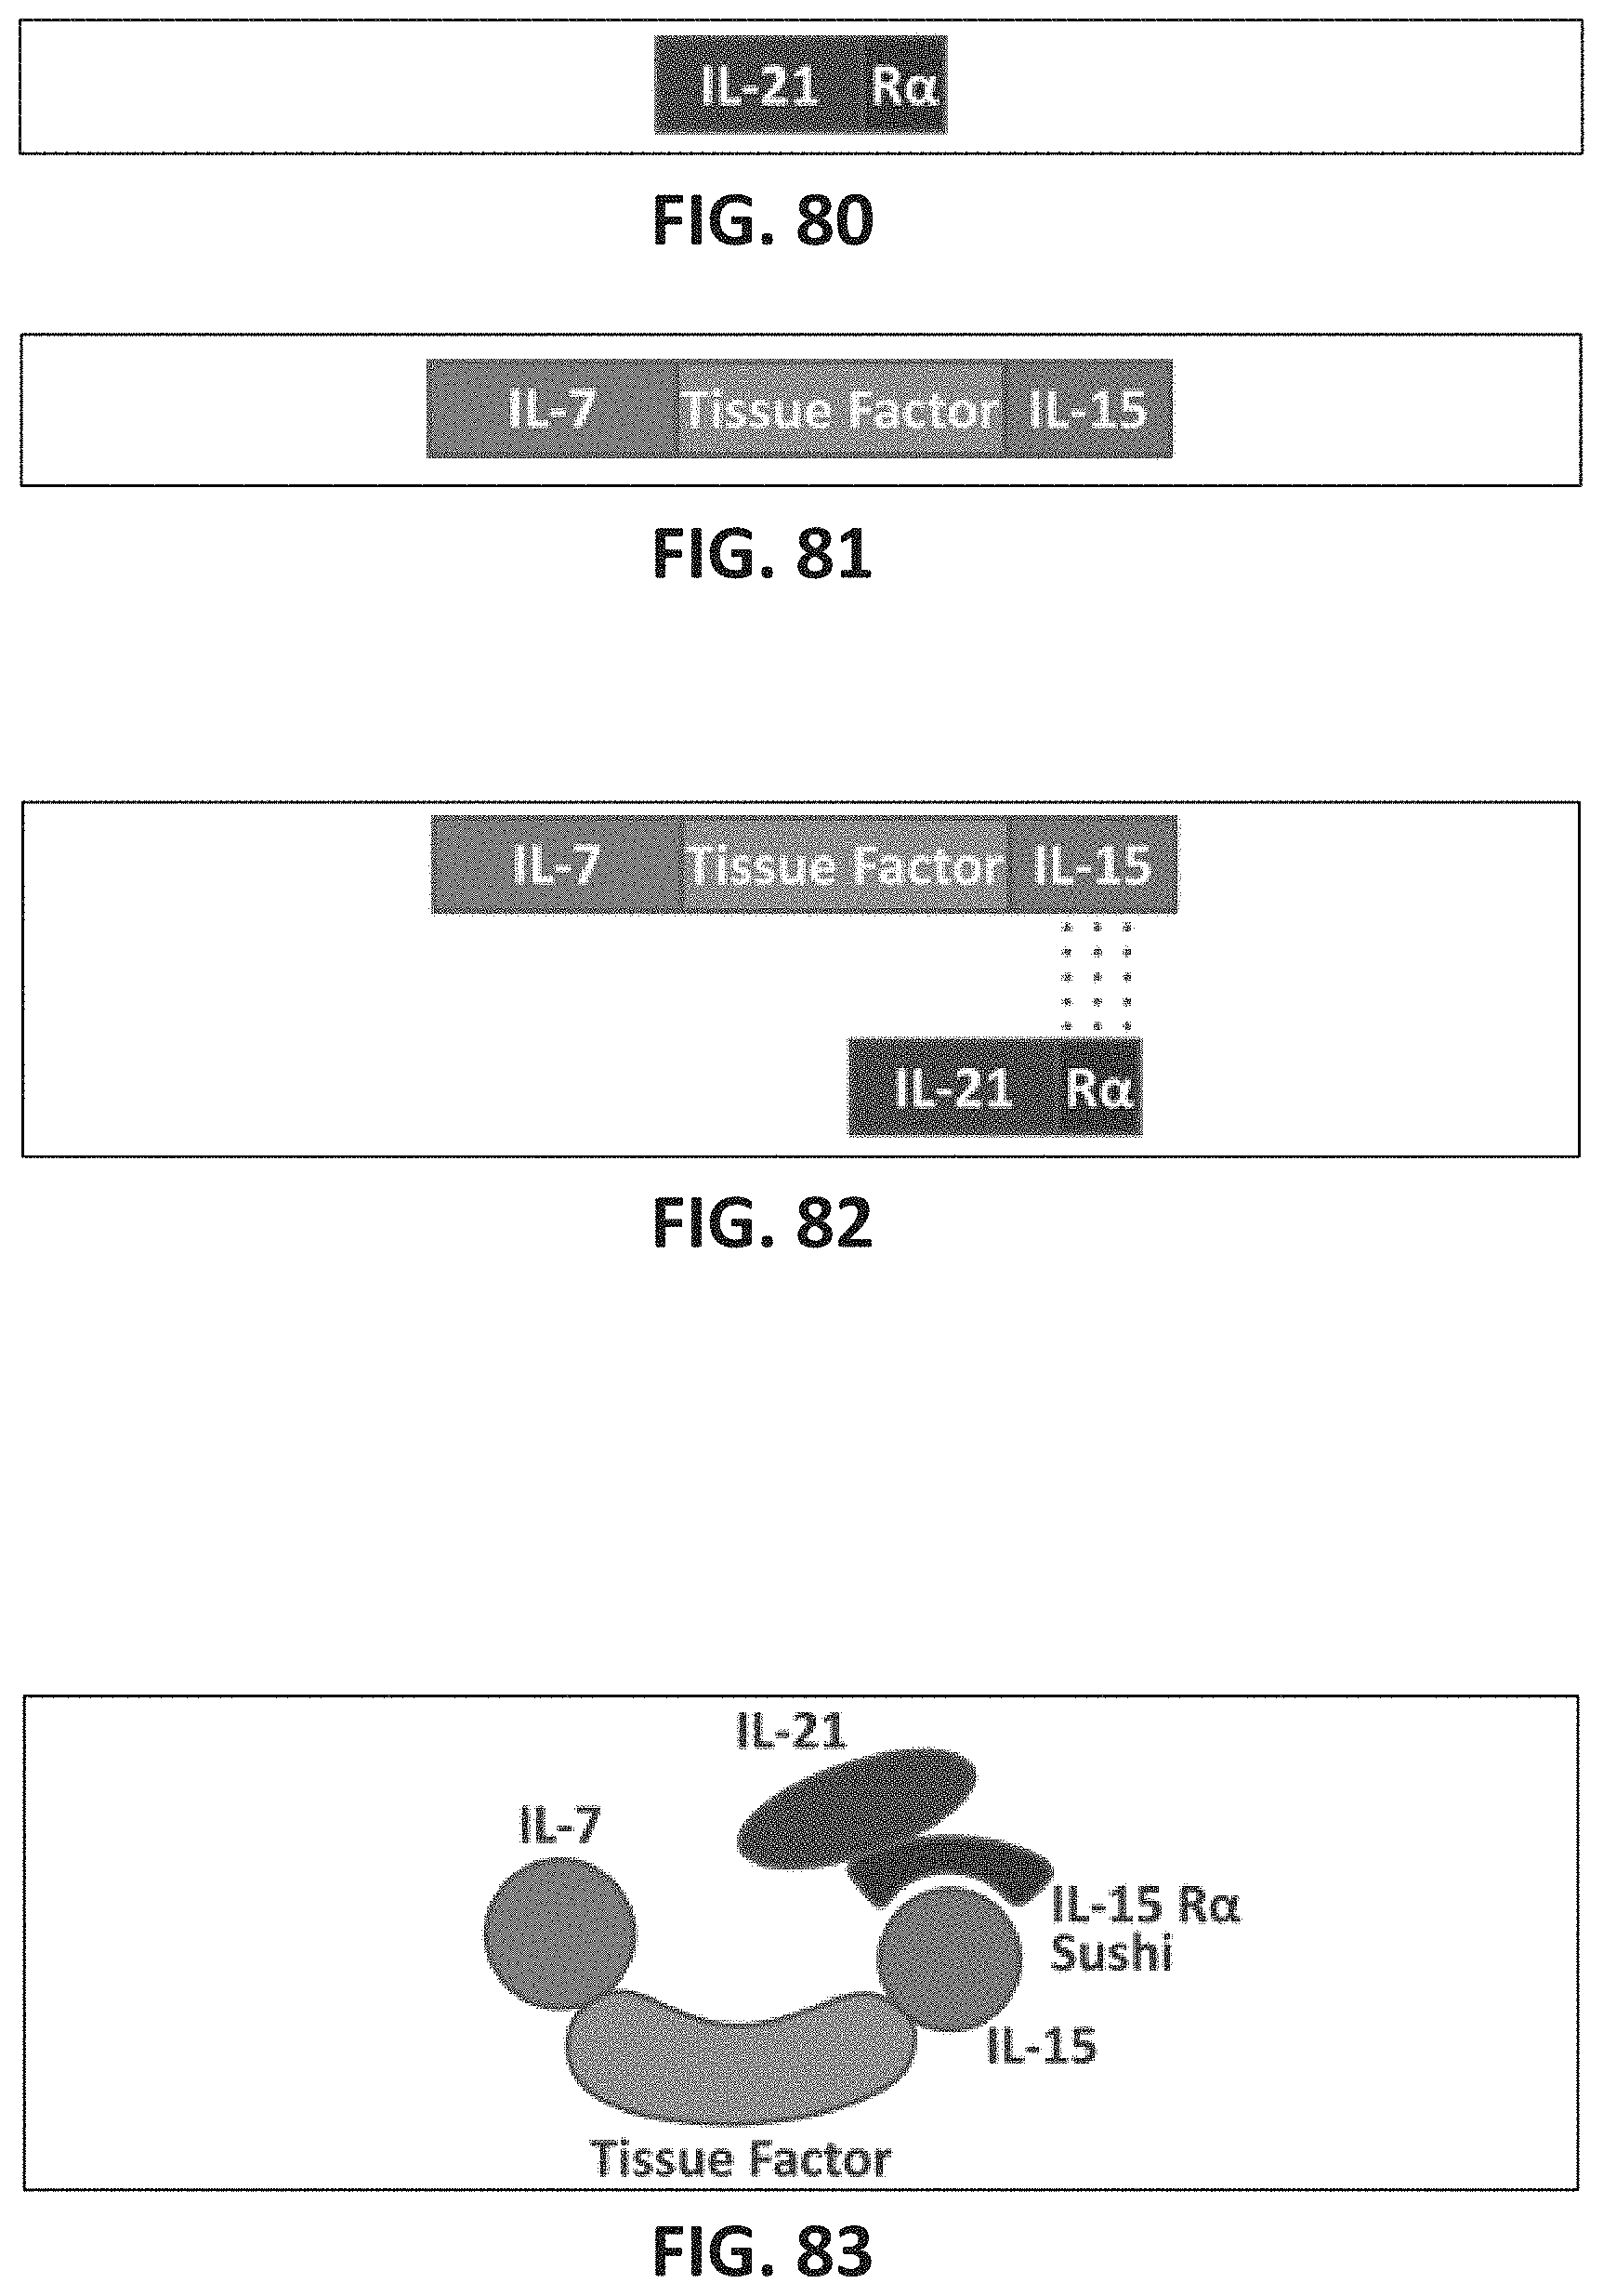 IL-21 Rα
FIG. 80
IL-7 Tissue Factor IL-15
FIG. 81
IL-7 Tissue Factor IL-15
IL-21 Rα
FIG. 82
IL-21
IL-7
IL-15 Rα
Sushi
IL-15
Tissue Factor
FIG. 83